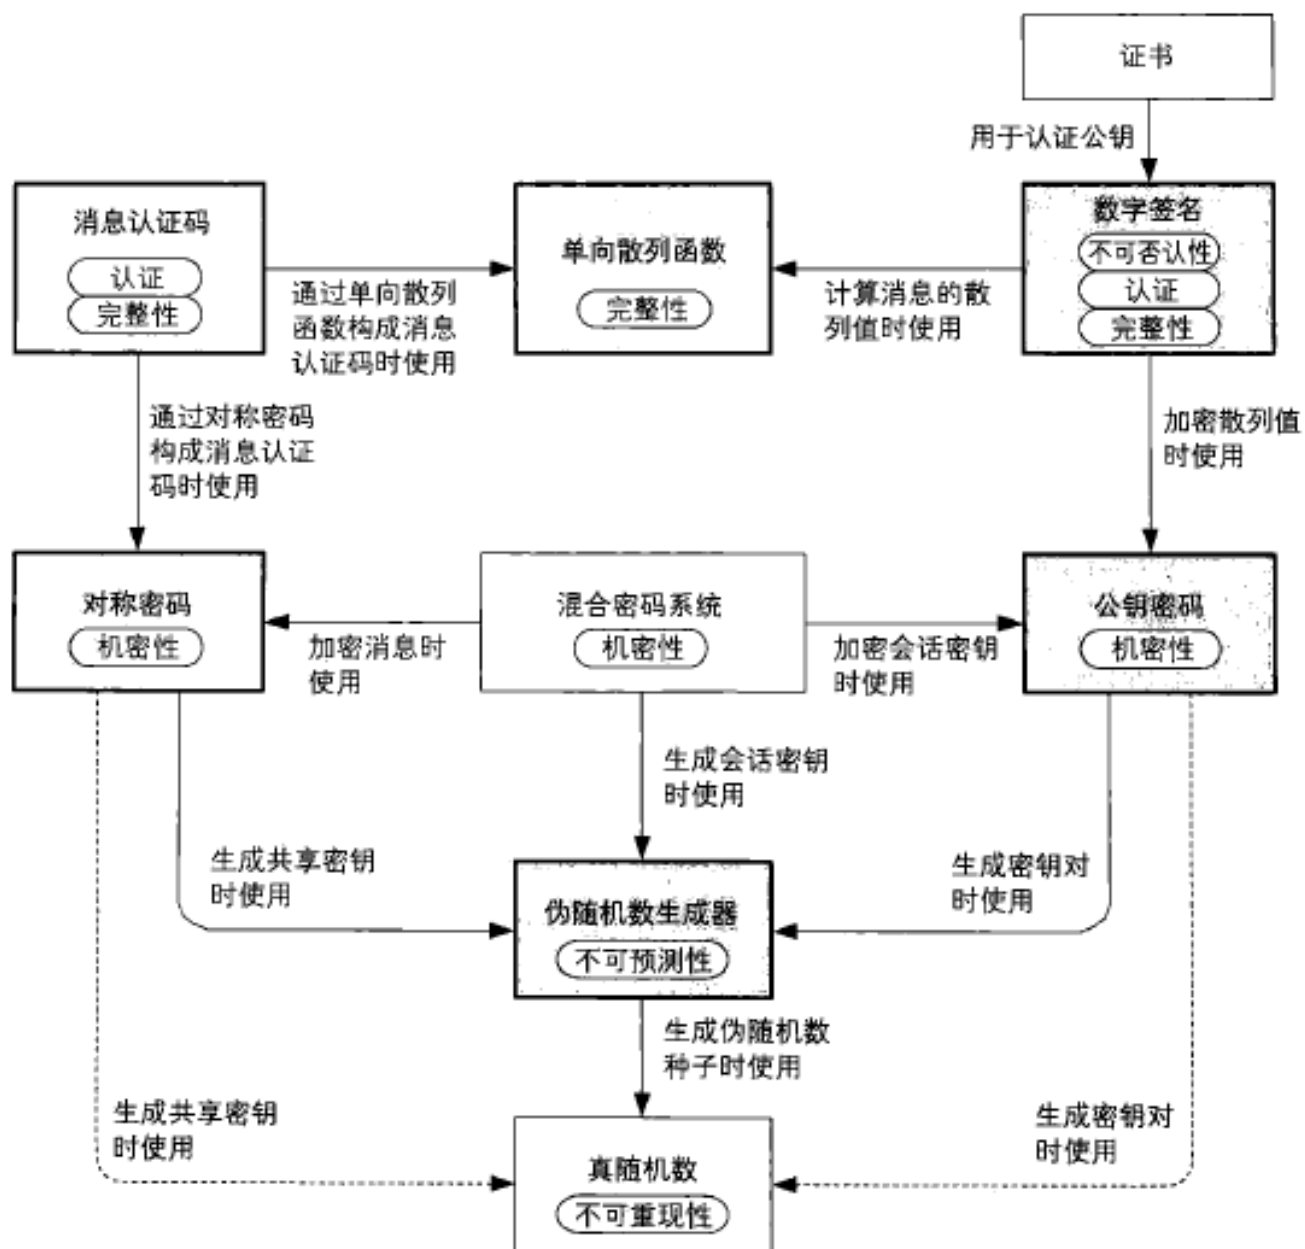 证书
用于认证公钥
消息认证码
认证
完整性
通过单向散列
函数构成消息
认证码时使用
单向散列函数
完整性
计算消息的散
列值时使用
数字签名
不可否认性
认证
完整性
通过对称密码
构成消息认证
码时使用
加密散列值
时使用
对称密码
机密性
加密消息时
使用
混合密码系统
机密性
加密会话密钥
时使用
公钥密码
机密性
生成会话密钥
时使用
生成共享密钥
时使用
伪随机数生成器
不可预测性
生成密钥对
时使用
生成伪随机数
种子时使用
生成共享密钥
时使用
真随机数
不可重现性
生成密钥对
时使用